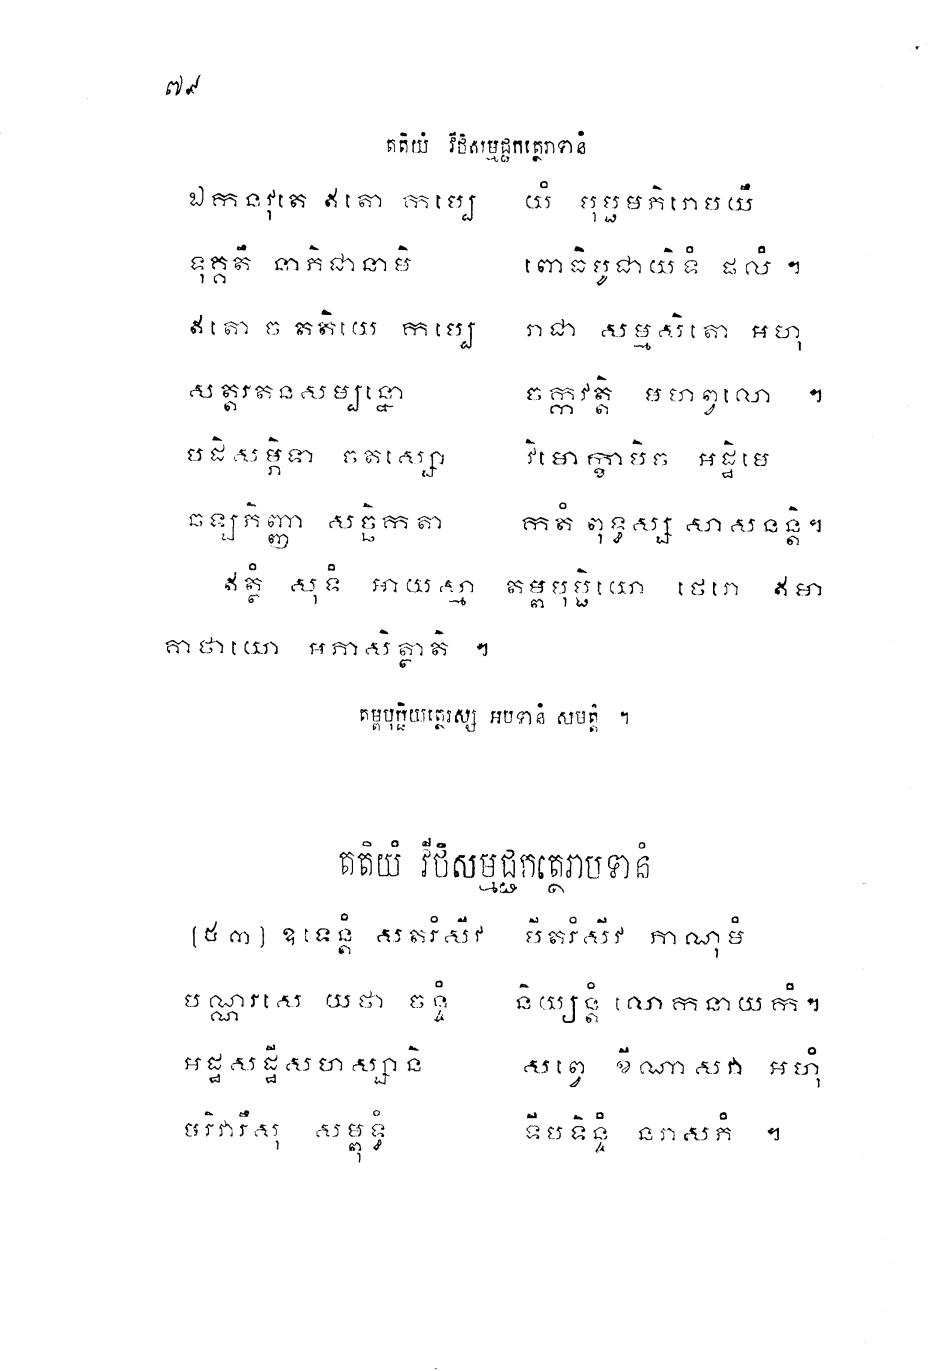 ៧៩
តតិយំ វីថិសម្មជ្ជកត្ថេរាបទានំ
ឯកនវុតេ ឥតោ កប្បេ យំ បុប្ផមភិរោបយឹ
ទុគ្គតឹ នាភិជានាមិ ពោធិបូជាយិទំ ផលំ ។
ឥតោ ច តតិយេ កប្បេ រាជា សម្មសិតោ អហុ
សត្តរតនសម្បន្នោ ចក្កវត្តិ មហព្វលោ ។
បដិសម្ភិទា ចតស្សោ វិមោក្ខាបិច អដ្ឋិមេ
ឆឡភិញ្ញា សច្ឆិកតា កតំ ពុទ្ធស្ស សាសនន្តិ។
ឥត្ថំ សុទំ អាយស្មា តម្ពបុប្ផិយោ ថេរោ ឥមា
គាថាយោ អភាសិត្ថាតិ ។
តម្ពបុប្ផិយត្ថេរស្ស អបទានំ សមត្តំ ។
តតិយំ វីថិសម្មជ្ជកត្ថេរាបទានំ
(៥៣) ឧទេន្តំ សតរំសីវ បីតរំសីវ ភាណុមំ
បណ្ណរសេ យថា ចន្ទំ និយ្យន្តំ លោកនាយកំ។
អដ្ឋសដ្ឋីសហស្សានិ សព្វេ ខីណាសវា អហុំ
បរិវារឹសុ សម្ពុទ្ធំ ទីបទិន្ទំ នរាសភំ ។